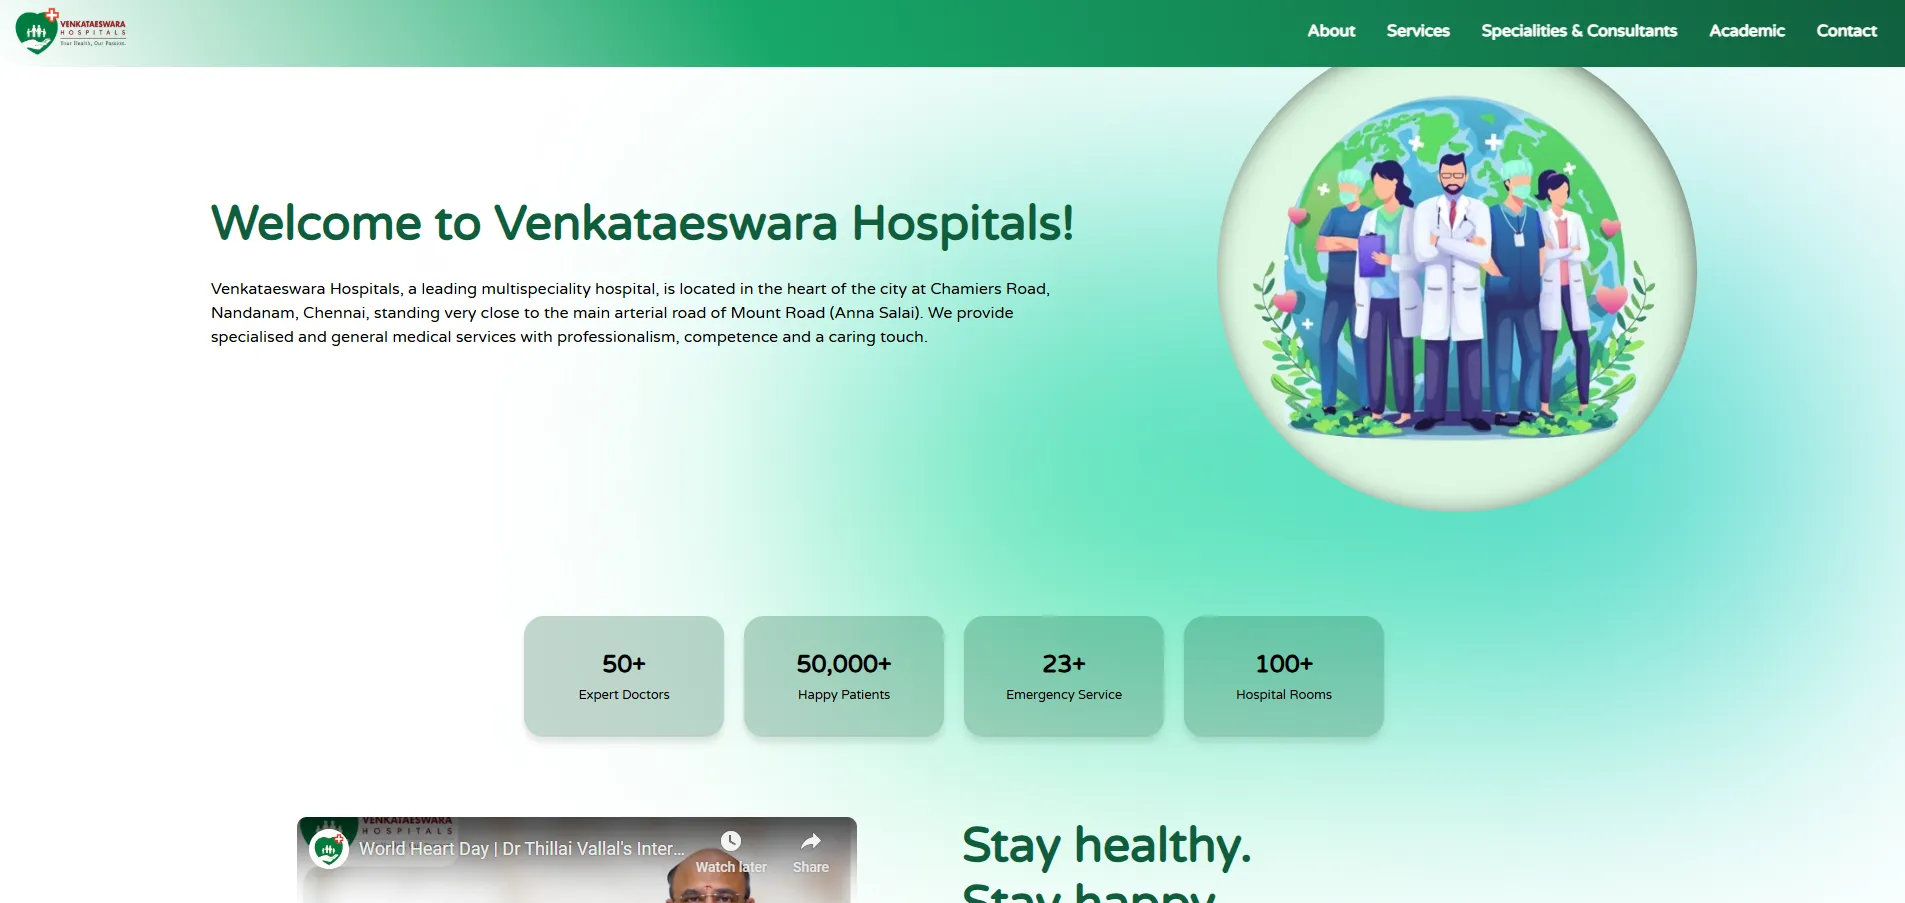 VENKATAESWARA
HOSPITALS
Your Health, Our Passion.
About
Services
Specialities & Consultants
Academic
Contact
Welcome to Venkataeswara Hospitals!
Venkataeswara Hospitals, a leading multispeciality hospital, is located in the heart of the city at Chamiers Road,
Nandanam, Chennai, standing very close to the main arterial road of Mount Road (Anna Salai). We provide
specialised and general medical services with professionalism, competence and a caring touch.
50+
Expert Doctors
50,000+
Happy Patients
23+
Emergency Service
100+
Hospital Rooms
VENKATAESWARA
HOSPITALS
World Heart Day | Dr Thillai Vallal's Inter...
Watch later
Share
Stay healthy.
Stay happy.